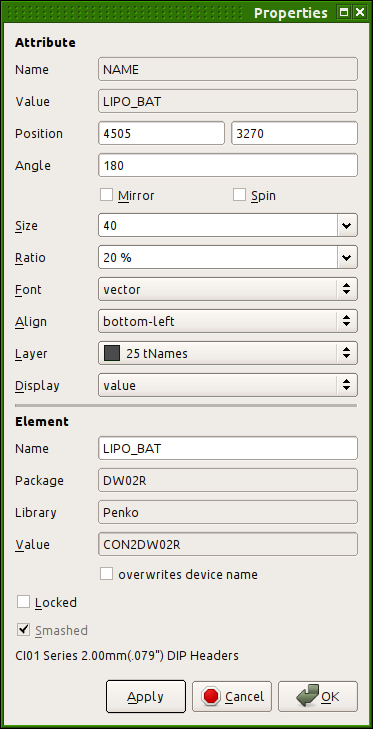 Properties
Attribute
Name NAME
Value LIPO_BAT
Position 4505 3270
Angle 180
Mirror Spin
Size 40
Ratio 20 %
Font vector
Align bottom-left
Layer 25 tNames
Display value
Element
Name LIPO_BAT
Package DW02R
Library Penko
Value CON2DW02R
overwrites device name
Locked
Smashed
CI01 Series 2.00mm(.079") DIP Headers
Apply Cancel OK